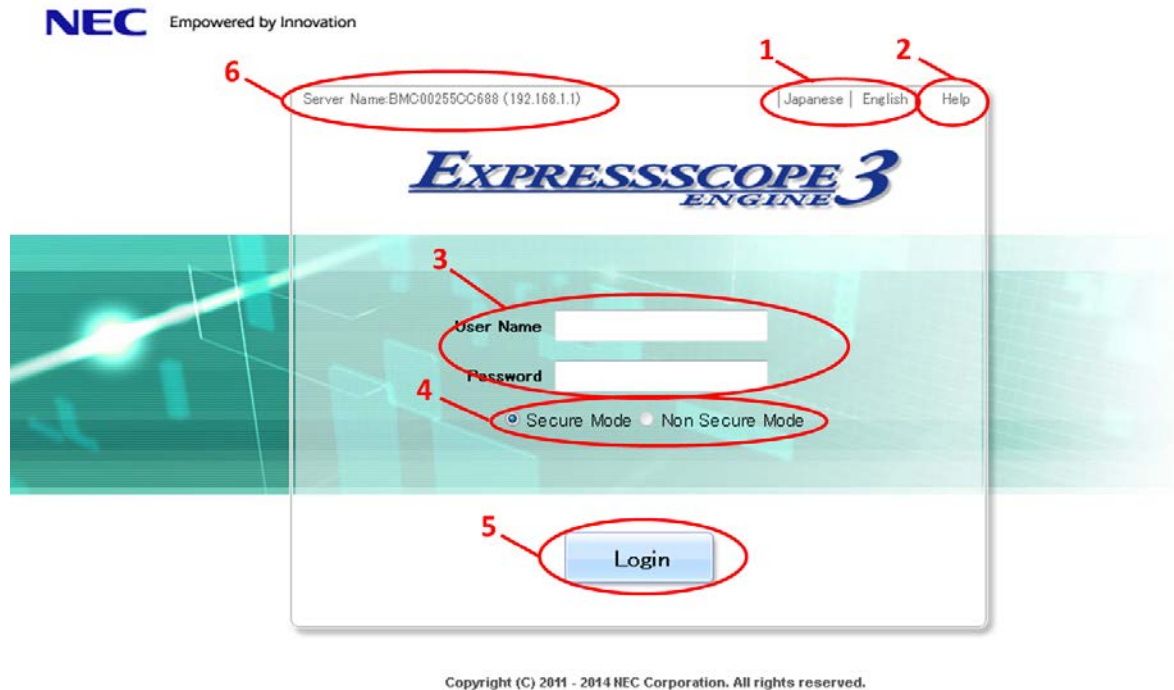 NEC Empowered by Innovation
1 2
6
Server Name:BMC00255CC688 (192.168.1.1) | Japanese | English Help
EXPRESSSCOPE 3
ENGINE
3
User Name
Password
4
Secure Mode Non Secure Mode
5
Login
Copyright (C) 2011 - 2014 NEC Corporation. All rights reserved.